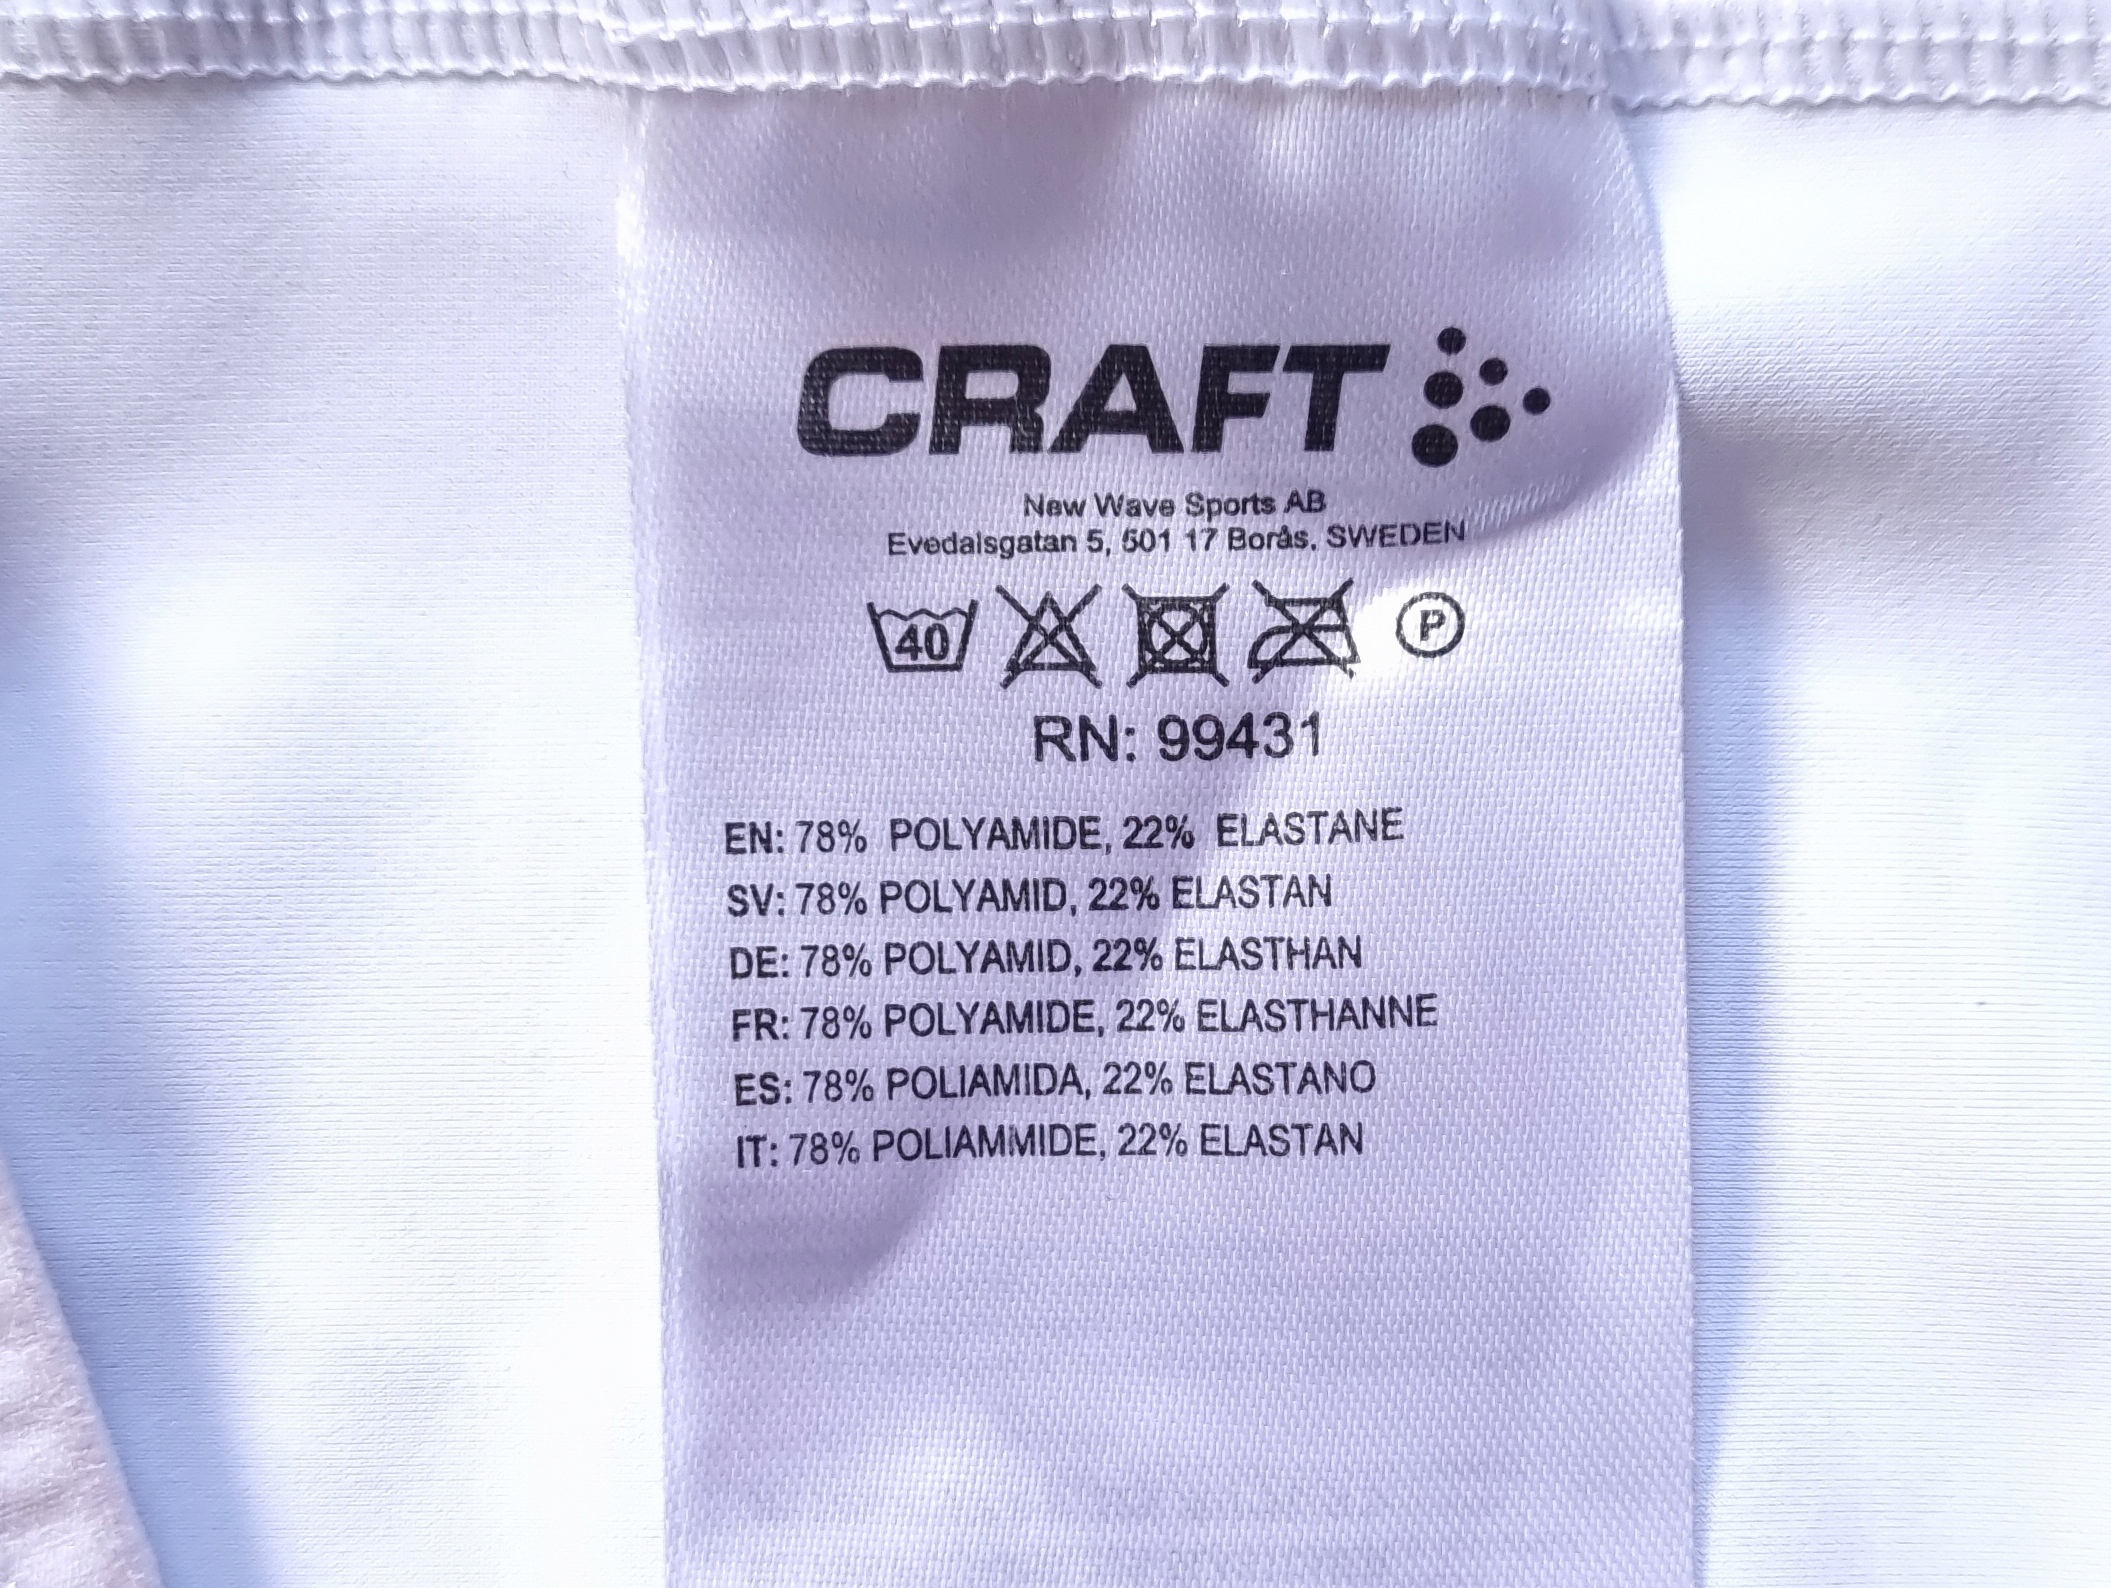 CRAFT
New Wave Sports AB
Evedalsgatan 5, 501 17 Borås, SWEDEN
40 P
RN: 99431
EN: 78% POLYAMIDE, 22% ELASTANE
SV: 78% POLYAMID, 22% ELASTAN
DE: 78% POLYAMID, 22% ELASTHAN
FR: 78% POLYAMIDE, 22% ELASTHANNE
ES: 78% POLIAMIDA, 22% ELASTANO
IT: 78% POLIAMMIDE, 22% ELASTAN